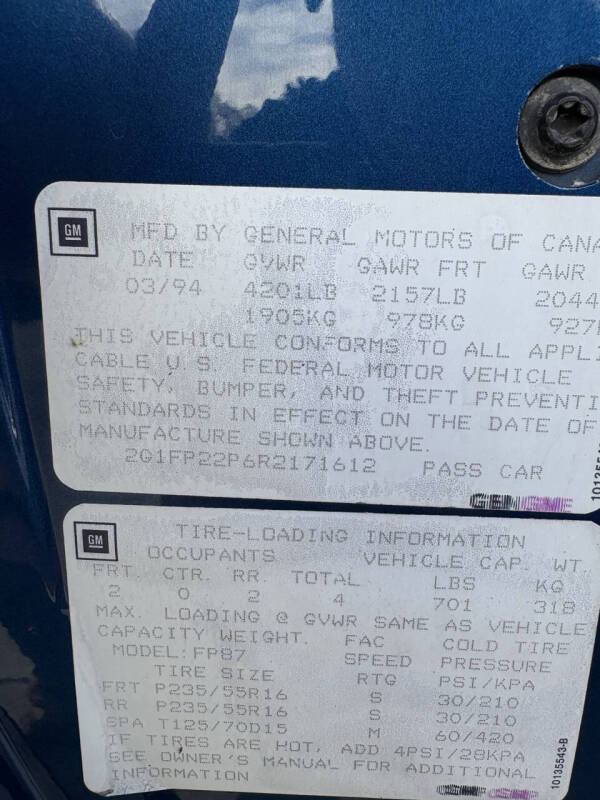 GM
MFD BY GENERAL MOTORS OF CANA
DATE GVWR GAWR FRT GAWR
03/94 4201LB 2157LB 2044
1905KG 978KG 927
THIS VEHICLE CONFORMS TO ALL APPLI
CABLE U.S. FEDERAL MOTOR VEHICLE
SAFETY, BUMPER, AND THEFT PREVENTI
STANDARDS IN EFFECT ON THE DATE OF
MANUFACTURE SHOWN ABOVE.
2G1FP22P6R2171612 PASS CAR
GM
TIRE-LOADING INFORMATION
OCCUPANTS VEHICLE CAP. WT.
FRT. CTR. RR. TOTAL LBS KG
2 0 2 4 701 318
MAX. LOADING @ GVWR SAME AS VEHICLE
CAPACITY WEIGHT. FAC COLD TIRE
MODEL: FP87 SPEED PRESSURE
TIRE SIZE RTG PSI/KPA
FRT P235/55R16 S 30/210
RR P235/55R16 S 30/210
SPA T125/70D15 M 60/420
IF TIRES ARE HOT, ADD 4PSI/28KPA
SEE OWNER'S MANUAL FOR ADDITIONAL
INFORMATION
10135543-B